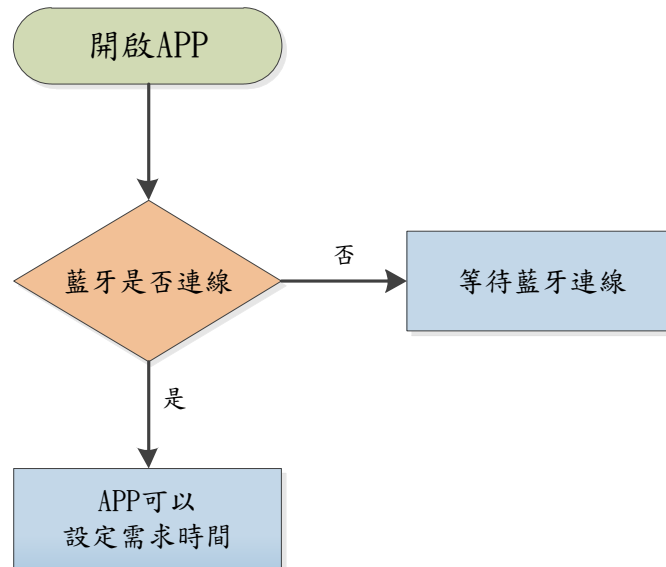 開啟APP
藍牙是否連線
否
等待藍牙連線
是
APP可以
設定需求時間